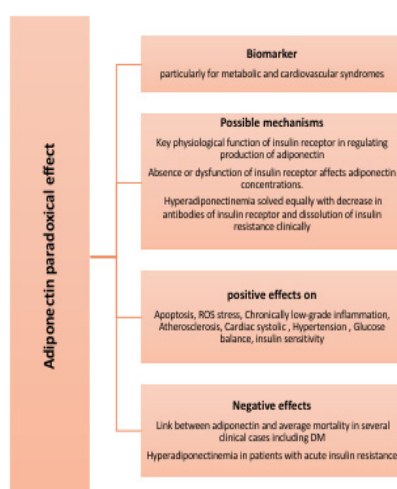 Adiponectin paradoxical effect
Biomarker
particularly for metabolic and cardiovascular syndromes
Possible mechanisms
Key physiological function of insulin receptor in regulating
production of adiponectin
Absence or dysfunction of insulin receptor affects adiponectin
concentrations.
Hyperadiponectinemia solved equally with decrease in
antibodies of insulin receptor and dissolution of insulin
resistance clinically
positive effects on
Apoptosis, ROS stress, Chronically low-grade inflammation,
Atherosclerosis, Cardiac systolic , Hypertension , Glucose
balance, insulin sensitivity
Negative effects
Link between adiponectin and average mortality in several
clinical cases including DM
Hyperadiponectinemia in patients with acute insulin resistance